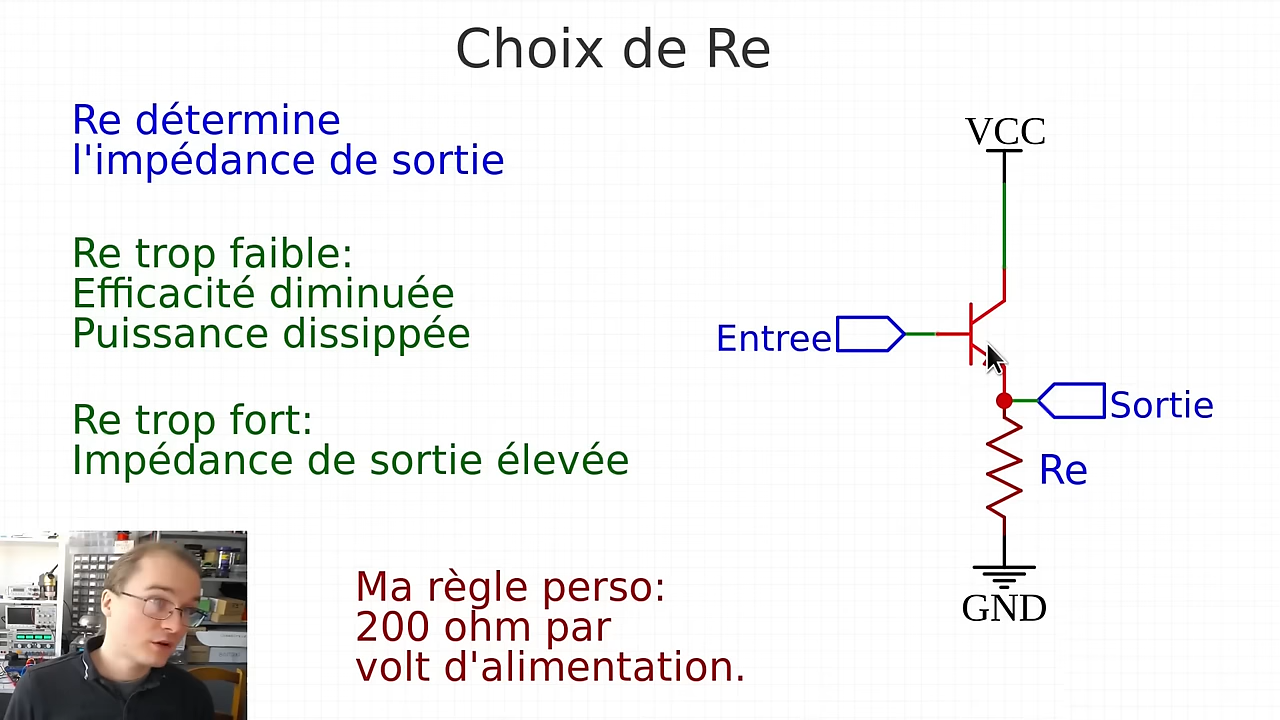 Choix de Re
Re détermine
l'impédance de sortie
Re trop faible:
Efficacité diminuée
Puissance dissippée
Re trop fort:
Impédance de sortie élevée
Ma règle perso:
200 ohm par
volt d'alimentation.
VCC
Entree
Sortie
Re
GND